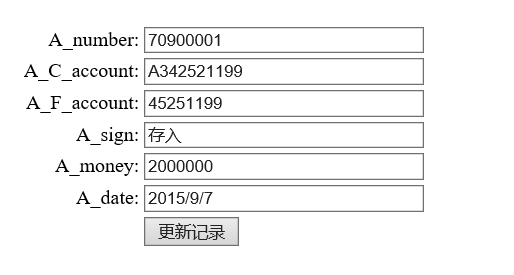 A_number: 70900001
A_C_account: A342521199
A_F_account: 45251199
A_sign: 存入
A_money: 2000000
A_date: 2015/9/7
更新记录